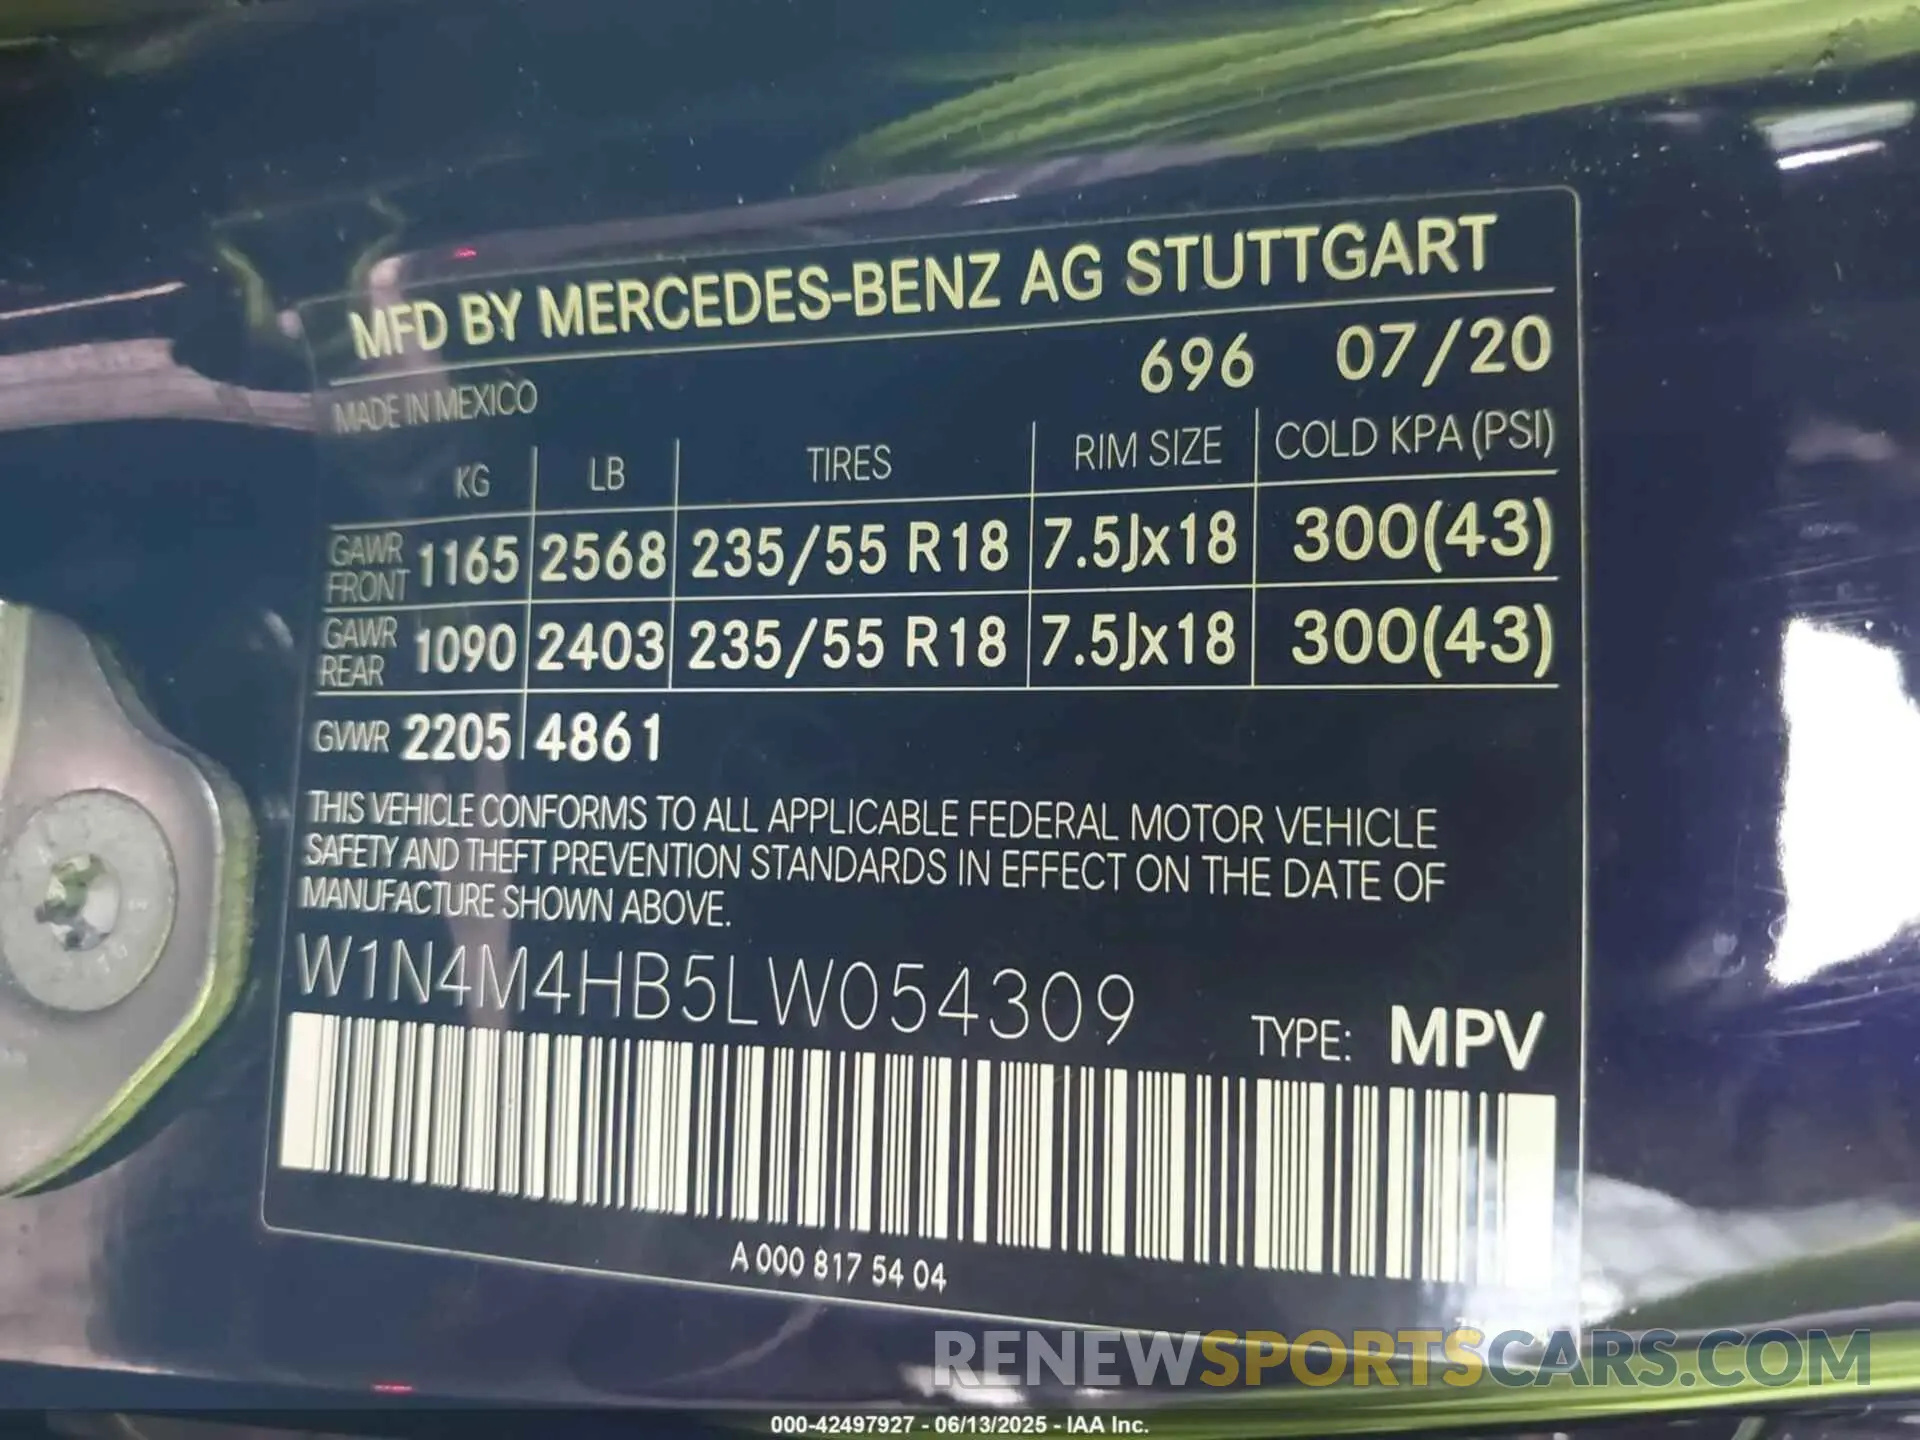 MFD BY MERCEDES-BENZ AG STUTTGART
696 07/20
MADE IN MEXICO
KG LB TIRES RIM SIZE COLD KPA (PSI)
GAWR FRONT 1165 2568 235/55 R18 7.5Jx18 300(43)
GAWR REAR 1090 2403 235/55 R18 7.5Jx18 300(43)
GVWR 2205 4861
THIS VEHICLE CONFORMS TO ALL APPLICABLE FEDERAL MOTOR VEHICLE
SAFETY AND THEFT PREVENTION STANDARDS IN EFFECT ON THE DATE OF
MANUFACTURE SHOWN ABOVE.
W1N4M4HB5LW054309
TYPE: MPV
A 000 817 54 04
RENEWSPORTSCARS.COM
000-42497927 - 06/13/2025 - IAA Inc.